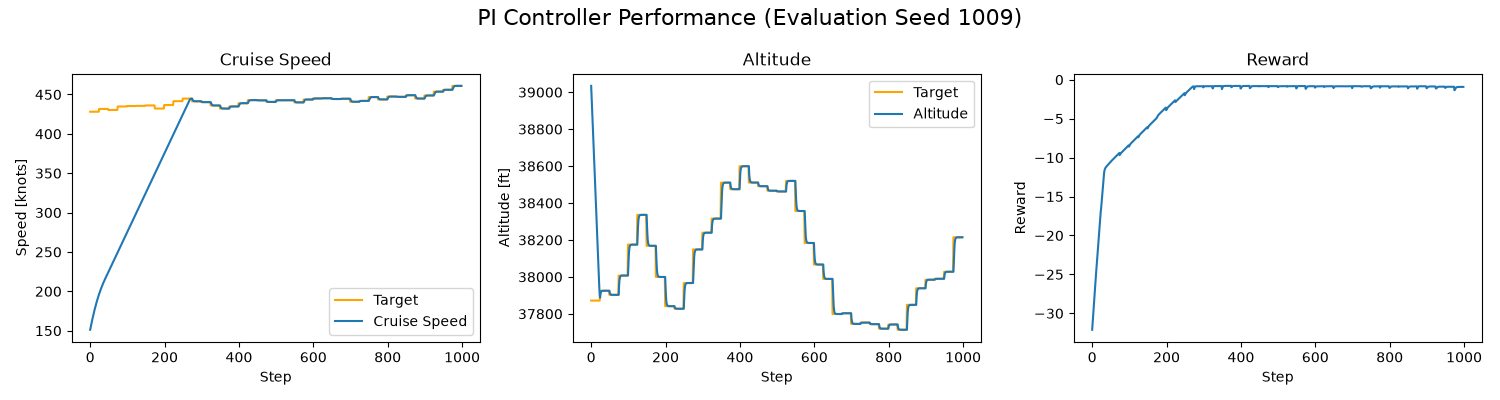 PI Controller Performance (Evaluation Seed 1009)
Cruise Speed
Speed [knots]
450
400
350
300
250
200
150
0 200 400 600 800 1000
Step
Target
Cruise Speed
Altitude
Altitude [ft]
39000
38800
38600
38400
38200
38000
37800
0 200 400 600 800 1000
Step
Target
Altitude
Reward
Reward
0
−5
−10
−15
−20
−25
−30
0 200 400 600 800 1000
Step